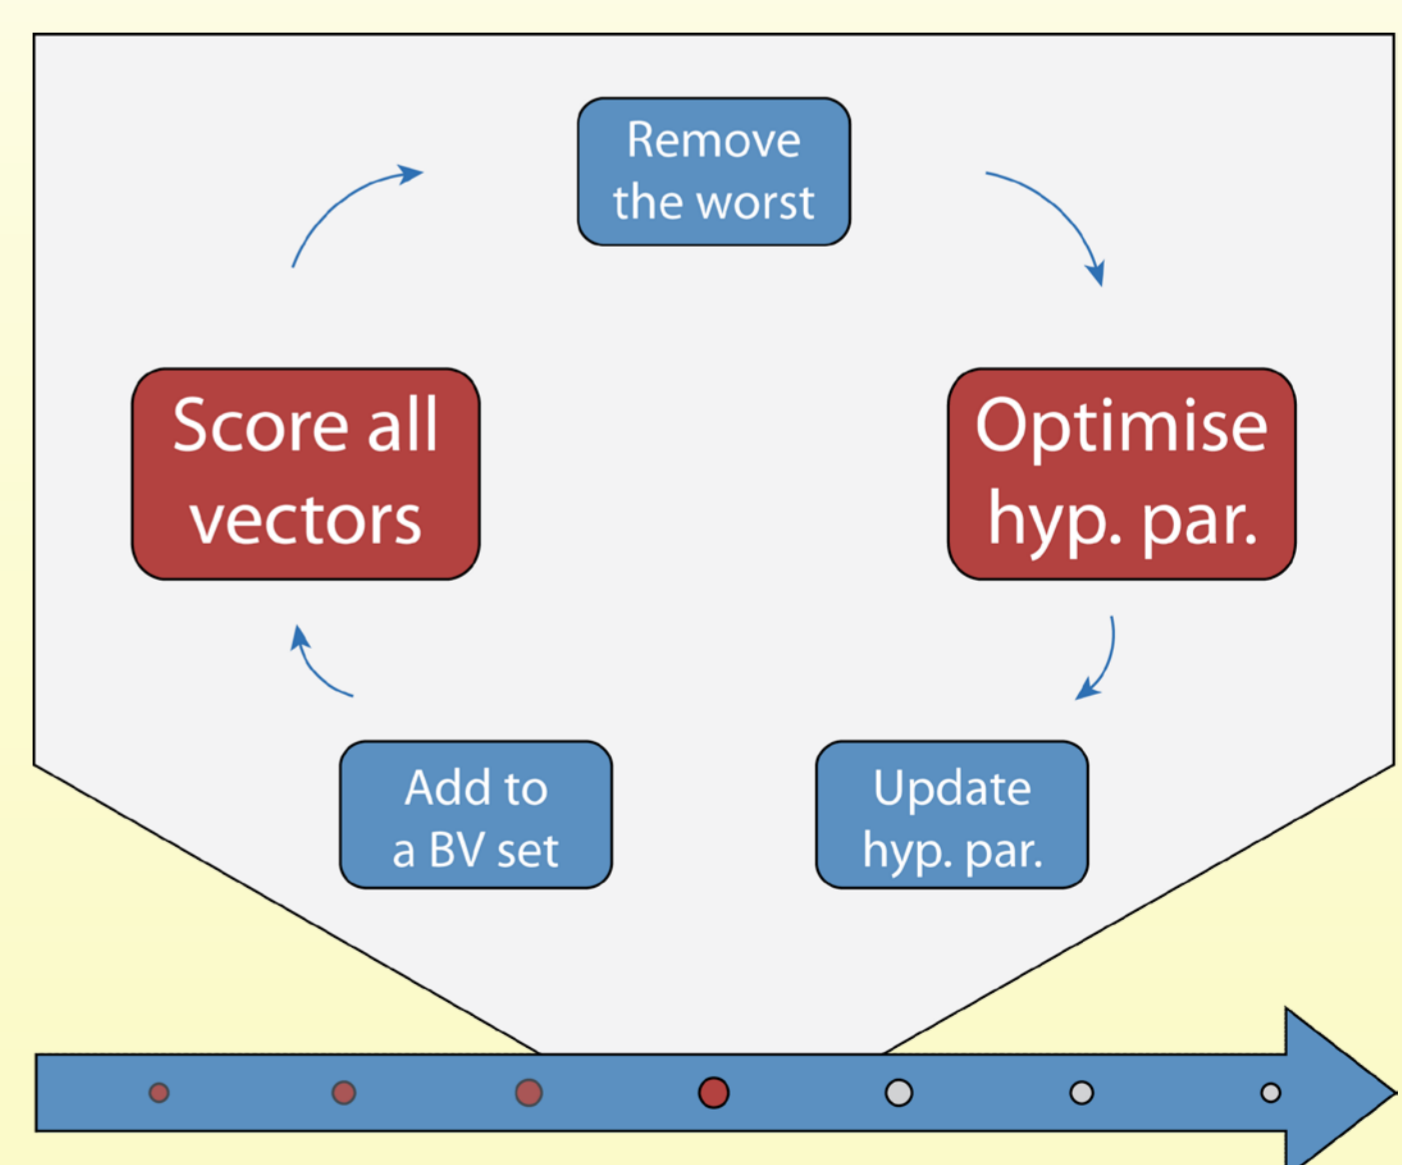 Remove
the worst
Score all
vectors
Optimise
hyp. par.
Add to
a BV set
Update
hyp. par.